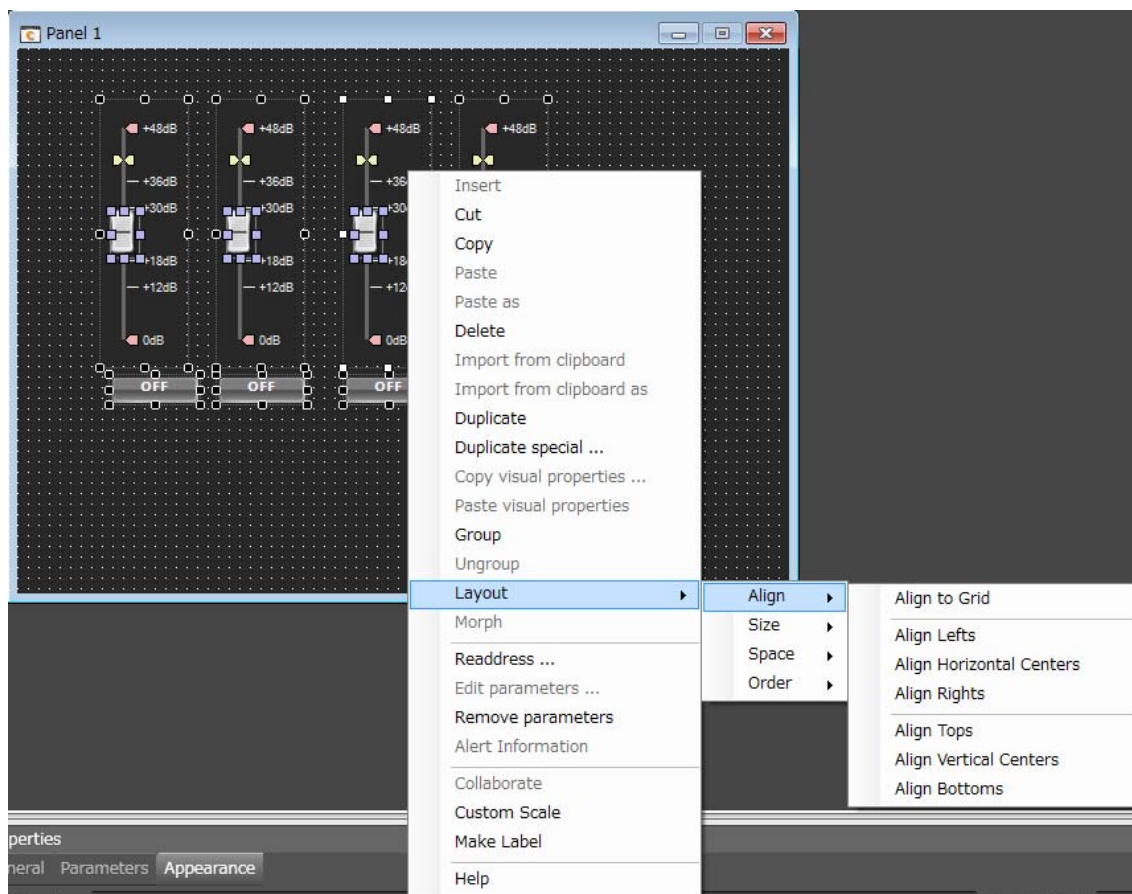 Panel 1
+48dB +48dB +48dB +48dB
+36dB +36dB +36
+30dB +30dB +30
+18dB +18dB +18
+12dB +12dB +12
0dB 0dB 0dB
OFF OFF OFF
Insert
Cut
Copy
Paste
Paste as
Delete
Import from clipboard
Import from clipboard as
Duplicate
Duplicate special ...
Copy visual properties ...
Paste visual properties
Group
Ungroup
Layout
Morph
Readdress ...
Edit parameters ...
Remove parameters
Alert Information
Collaborate
Custom Scale
Make Label
Help
Align
Size
Space
Order
Align to Grid
Align Lefts
Align Horizontal Centers
Align Rights
Align Tops
Align Vertical Centers
Align Bottoms
perties
neral Parameters Appearance